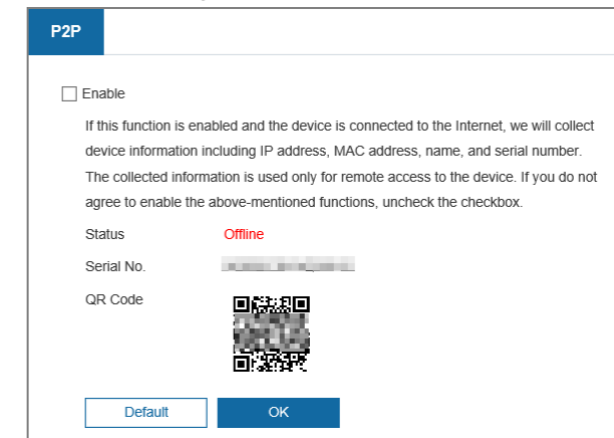 P2P
Enable
If this function is enabled and the device is connected to the Internet, we will collect
device information including IP address, MAC address, name, and serial number.
The collected information is used only for remote access to the device. If you do not
agree to enable the above-mentioned functions, uncheck the checkbox.
Status Offline
Serial No.
QR Code
Default OK